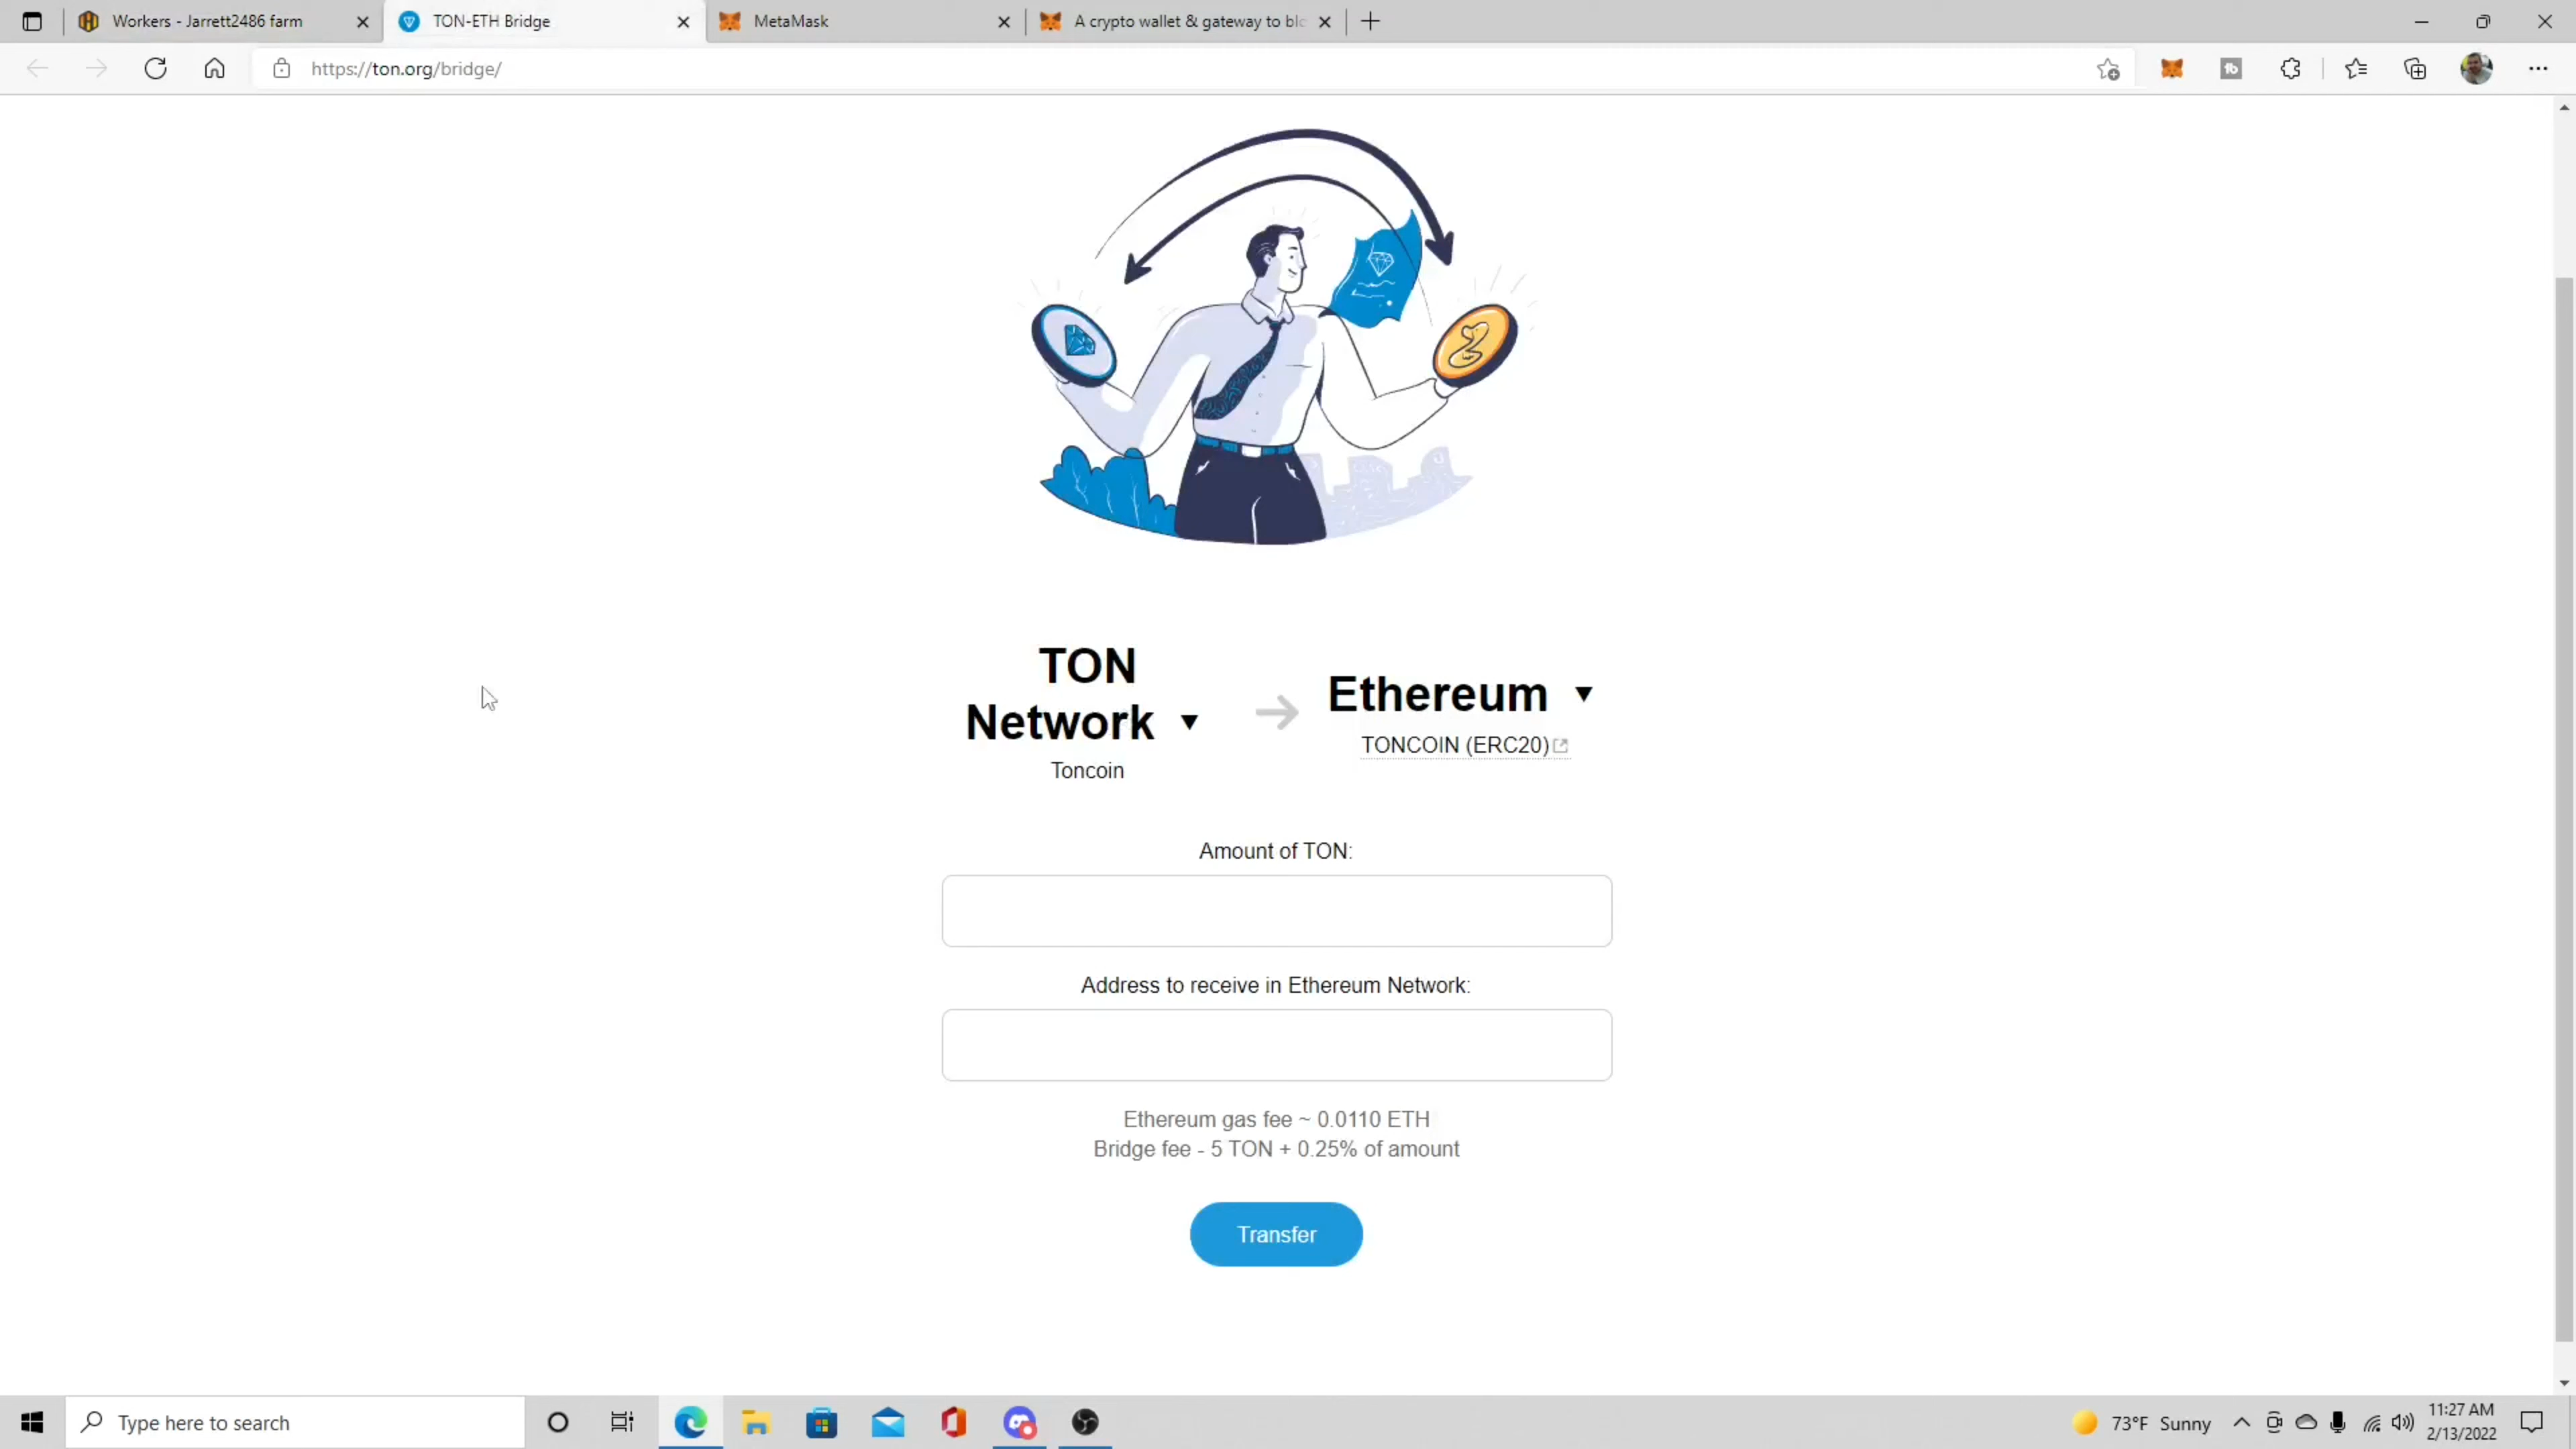 Workers - Jarrett2486 farm
TON-ETH Bridge
MetaMask
A crypto wallet & gateway to blc
https://ton.org/bridge/
TON
Network
Toncoin
Ethereum
TONCOIN (ERC20)
Amount of TON:
Address to receive in Ethereum Network:
Ethereum gas fee ~ 0.0110 ETH
Bridge fee - 5 TON + 0.25% of amount
Transfer
Type here to search
73°F Sunny
11:27 AM
2/13/2022